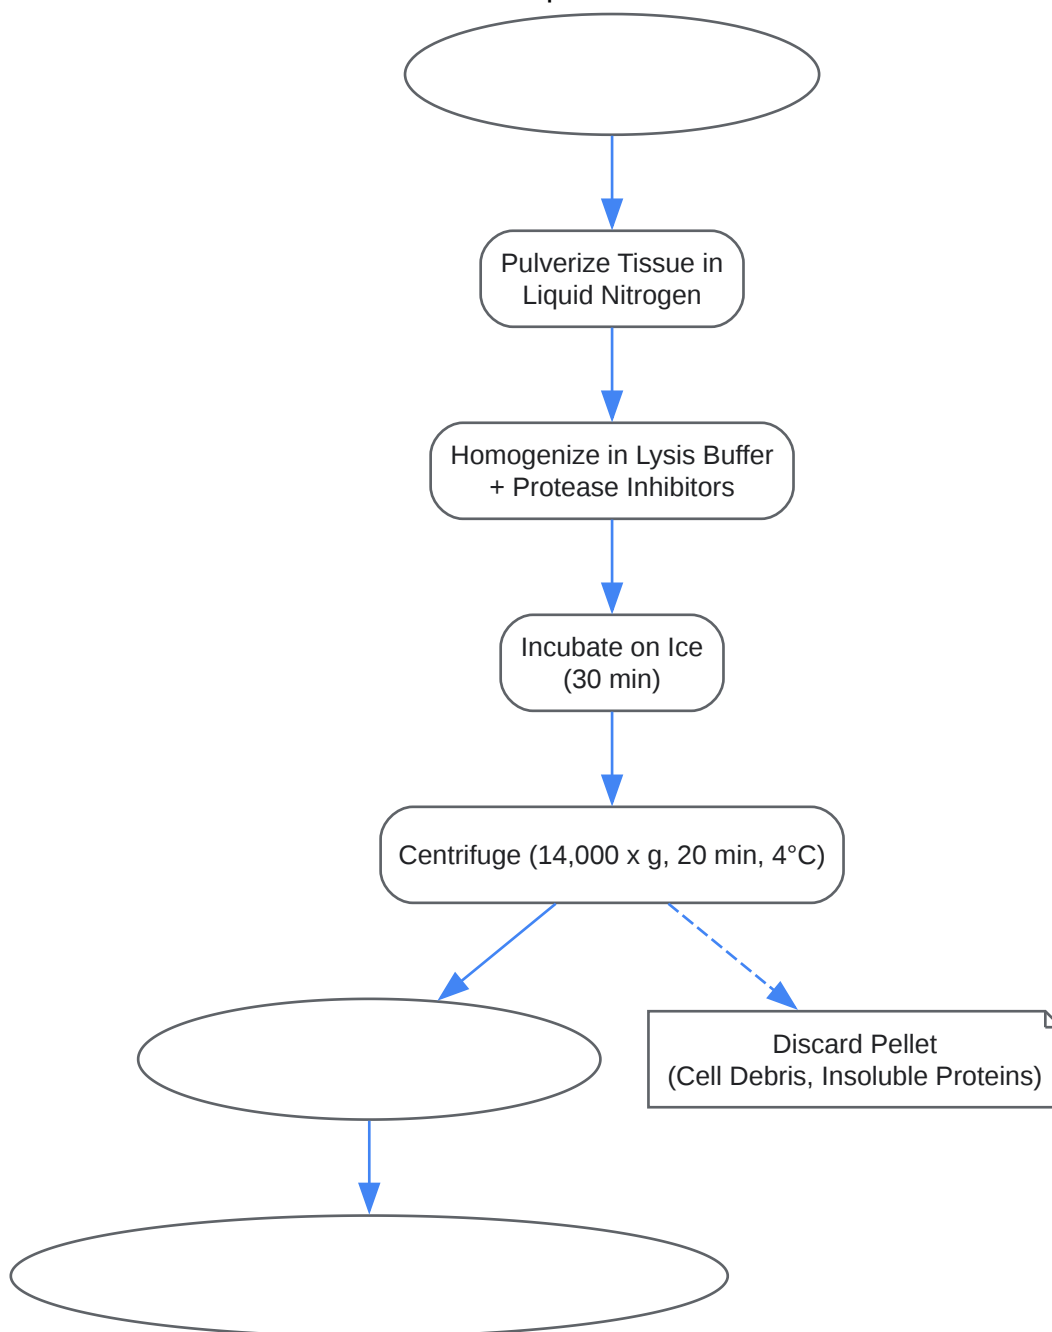 Pulverize Tissue in
Liquid Nitrogen
Homogenize in Lysis Buffer
+ Protease Inhibitors
Incubate on Ice
(30 min)
Centrifuge (14,000 x g, 20 min, 4°C)
Discard Pellet
(Cell Debris, Insoluble Proteins)